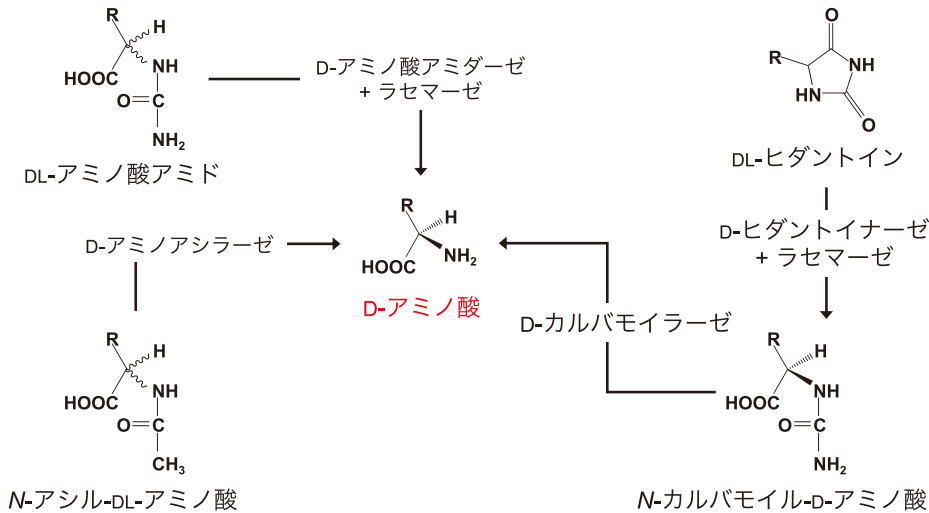 R
H
HOOC
NH
O=C
NH2
DL-アミノ酸アミド
D-アミノ酸アミダーゼ
+ ラセマーゼ
O
R
NH
HN
O
DL-ヒダントイン
D-ヒダントイナーゼ
+ ラセマーゼ
D-アミノアシラーゼ
R
H
HOOC
NH2
D-アミノ酸
D-カルバモイラーゼ
R
H
HOOC
NH
O=C
CH3
N-アシル-DL-アミノ酸
R
H
HOOC
NH
O=C
NH2
N-カルバモイル-D-アミノ酸